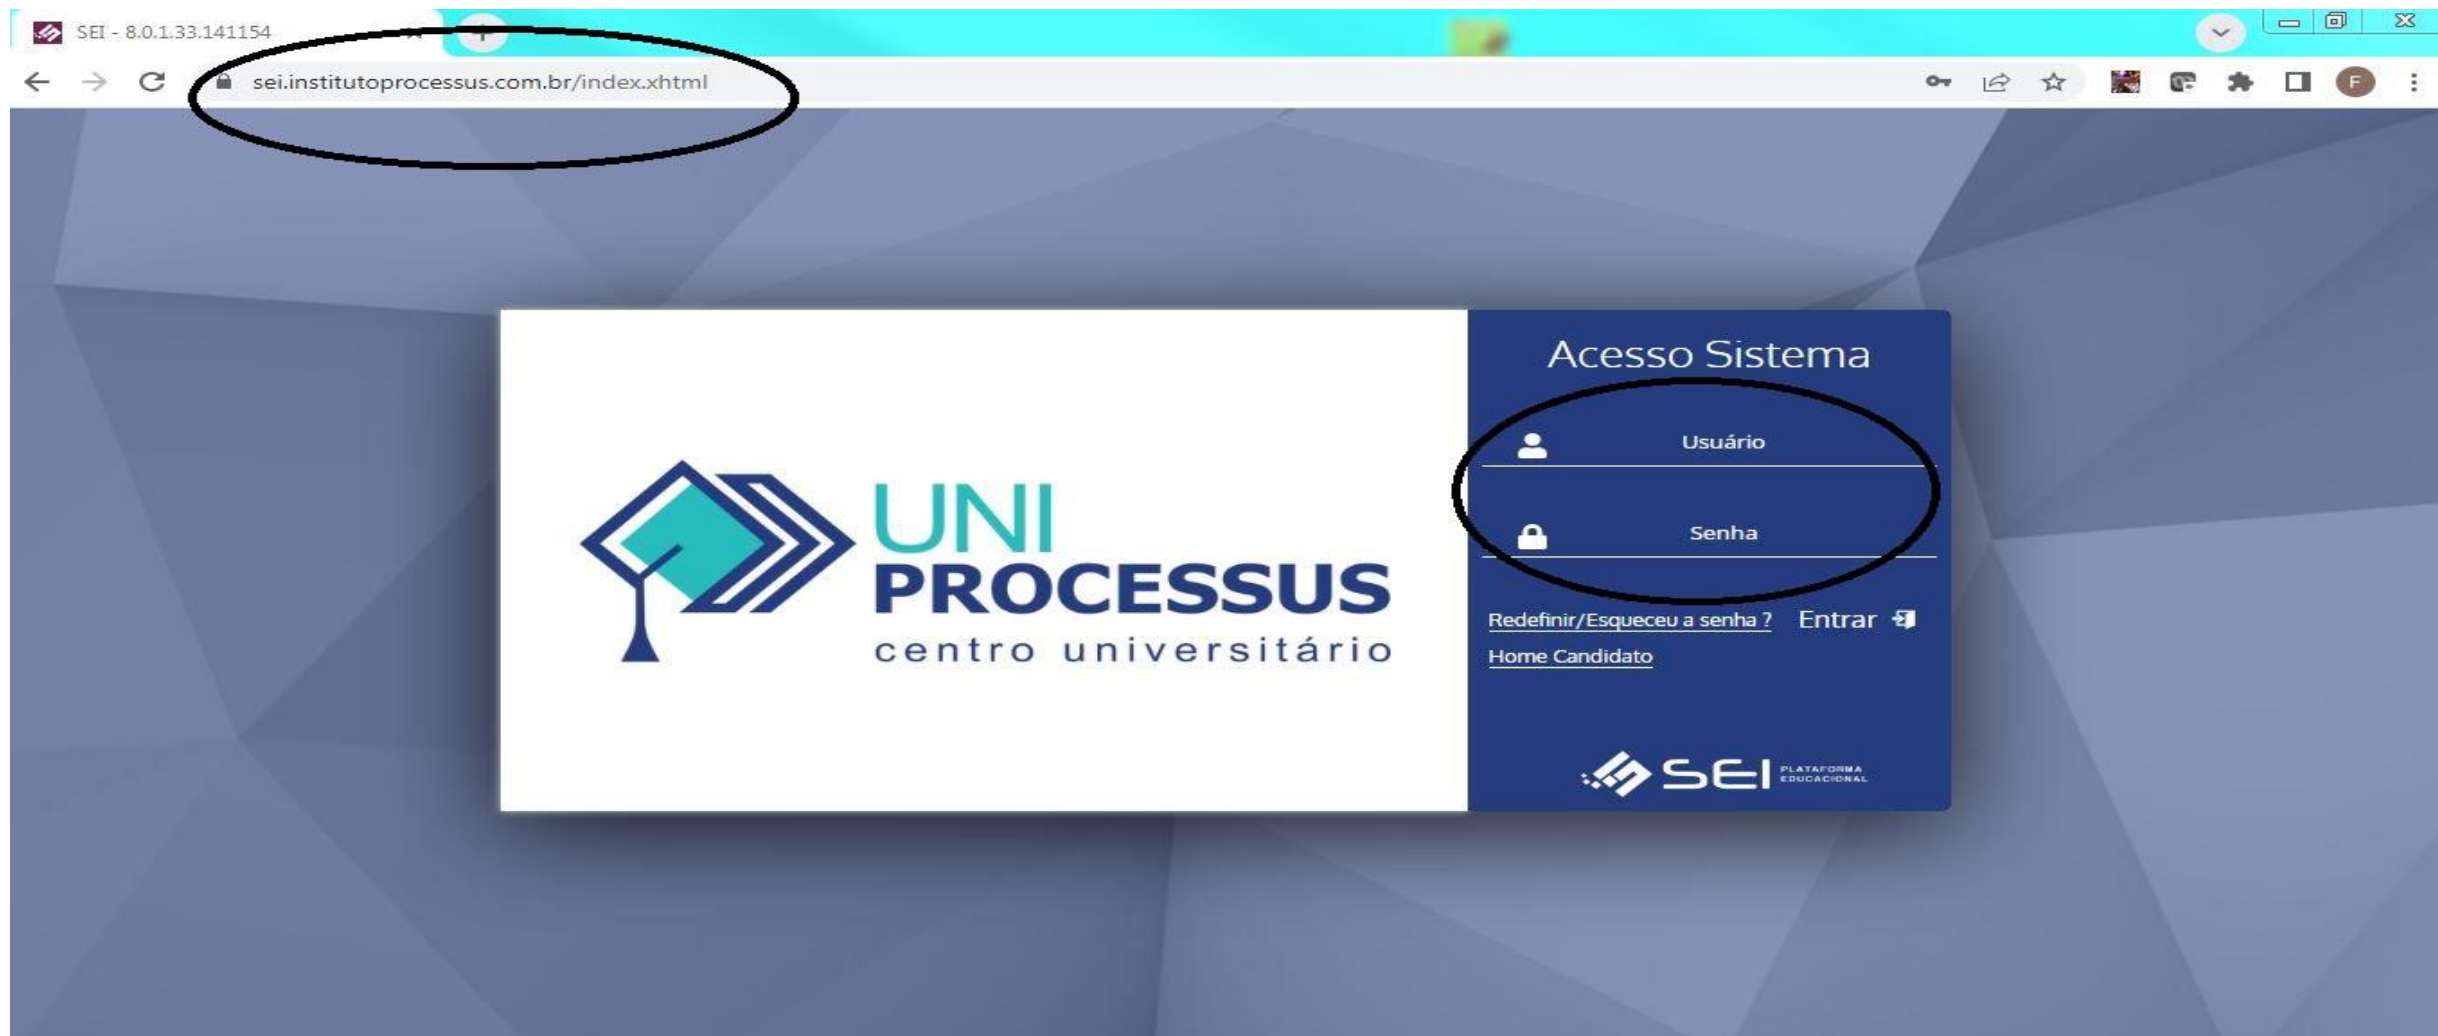 SEI - 8.0.1.33.141154
sei.institutoprocessus.com.br/index.xhtml
F
Acesso Sistema
Usuário
Senha
Redefinir/Esqueceu a senha ? Entrar
Home Candidato
UNI
PROCESSUS
centro universitário
SEI PLATAFORMA
EDUCACIONAL